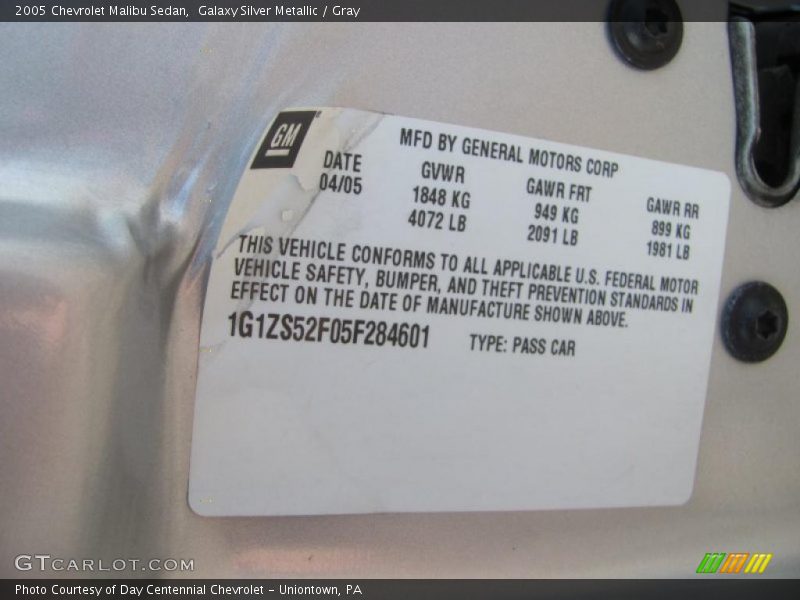 2005 Chevrolet Malibu Sedan,  Galaxy Silver Metallic / Gray
GM
MFD BY GENERAL MOTORS CORP
DATE GVWR GAWR FRT GAWR RR
04/05 1848 KG 949 KG 899 KG
4072 LB 2091 LB 1981 LB
THIS VEHICLE CONFORMS TO ALL APPLICABLE U.S. FEDERAL MOTOR
VEHICLE SAFETY, BUMPER, AND THEFT PREVENTION STANDARDS IN
EFFECT ON THE DATE OF MANUFACTURE SHOWN ABOVE.
1G1ZS52F05F284601 TYPE: PASS CAR
GTCARLOT.COM
Photo Courtesy of Day Centennial Chevrolet - Uniontown, PA